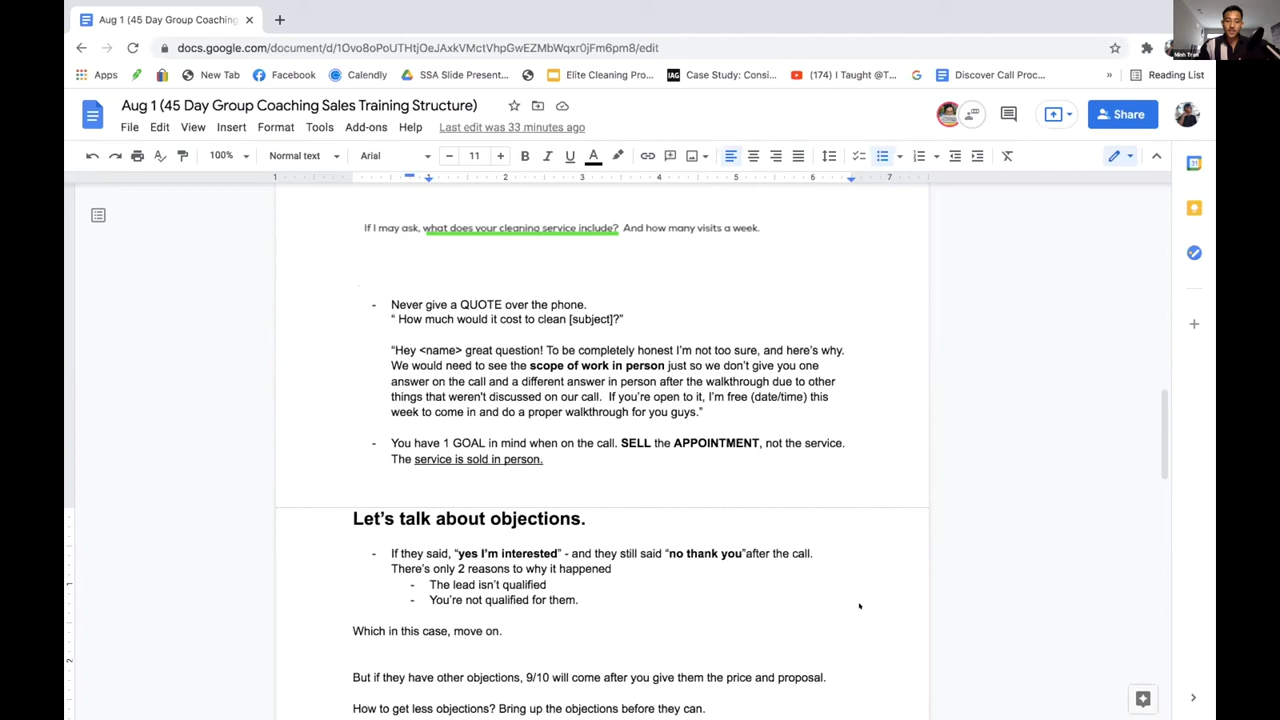 Aug 1 (45 Day Group Coaching
docs.google.com/document/d/1Ovo8oPoUTHtjOeJAxkVMctVhpGwEZMbWqxr0jFm6pm8/edit
Minh Tran
Apps
New Tab
Facebook
Calendly
SSA Slide Present...
Elite Cleaning Pro...
IAG
Case Study: Consi...
(174) I Taught @T...
Discover Call Proc...
»
Reading List
Aug 1 (45 Day Group Coaching Sales Training Structure)
Share
File Edit View Insert Format Tools Add-ons Help Last edit was 33 minutes ago
100% Normal text Arial 11 B I U A
1 1 2 3 4 5 6 7
If I may ask, what does your cleaning service include? And how many visits a week.
- Never give a QUOTE over the phone.
“ How much would it cost to clean [subject]?”
“Hey <name> great question! To be completely honest I’m not too sure, and here’s why.
We would need to see the scope of work in person just so we don’t give you one
answer on the call and a different answer in person after the walkthrough due to other
things that weren't discussed on our call. If you’re open to it, I’m free (date/time) this
week to come in and do a proper walkthrough for you guys.”
- You have 1 GOAL in mind when on the call. SELL the APPOINTMENT, not the service.
The service is sold in person.
Let’s talk about objections.
- If they said, “yes I’m interested” - and they still said “no thank you”after the call.
There’s only 2 reasons to why it happened
- The lead isn’t qualified
- You’re not qualified for them.
Which in this case, move on.
But if they have other objections, 9/10 will come after you give them the price and proposal.
How to get less objections? Bring up the objections before they can.
1
2